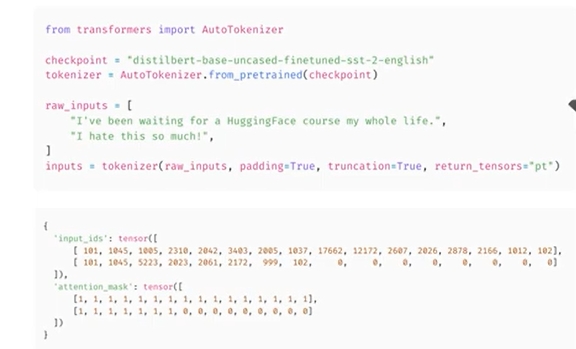 from transformers import AutoTokenizer
checkpoint = "distilbert-base-uncased-finetuned-sst-2-english"
tokenizer = AutoTokenizer.from_pretrained(checkpoint)
raw_inputs = [
    "I've been waiting for a HuggingFace course my whole life.",
    "I hate this so much!",
]
inputs = tokenizer(raw_inputs, padding=True, truncation=True, return_tensors="pt")
{
  'input_ids': tensor([
    [ 101, 1045, 1005, 2310, 2042, 3403, 2005, 1037, 17662, 12172, 2607, 2026, 2878, 2166, 1012, 102],
    [ 101, 1045, 5223, 2023, 2061, 2172, 999, 102, 0, 0, 0, 0, 0, 0, 0, 0]
  ]),
  'attention_mask': tensor([
    [1, 1, 1, 1, 1, 1, 1, 1, 1, 1, 1, 1, 1, 1, 1, 1],
    [1, 1, 1, 1, 1, 1, 1, 1, 0, 0, 0, 0, 0, 0, 0, 0]
  ])
}